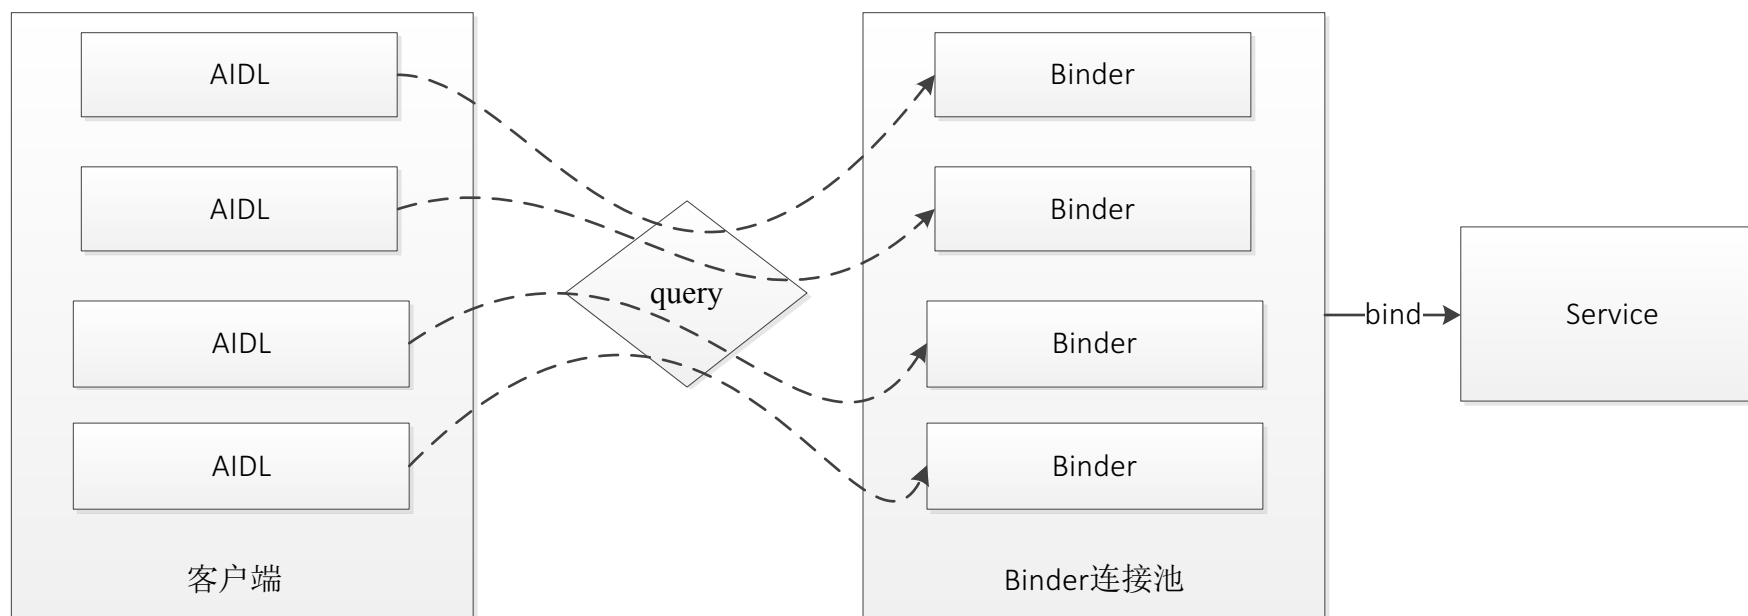 AIDL
AIDL
AIDL
AIDL
客户端
query
Binder
Binder
Binder
Binder
Binder连接池
bind
Service